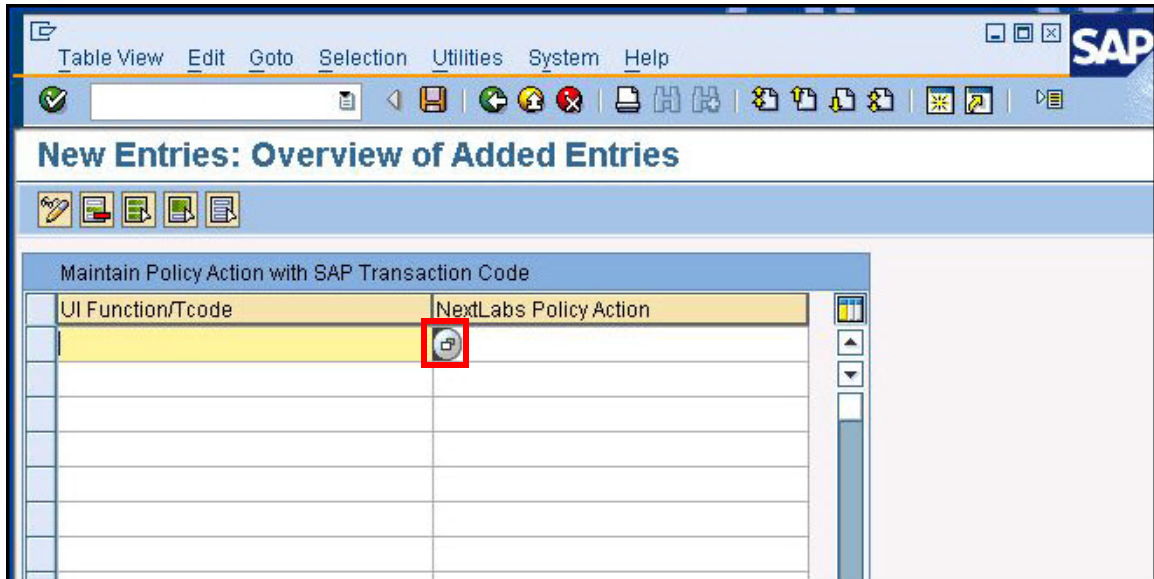 Table View Edit Goto Selection Utilities System Help
SAP
New Entries: Overview of Added Entries
Maintain Policy Action with SAP Transaction Code
UI Function/Tcode NextLabs Policy Action